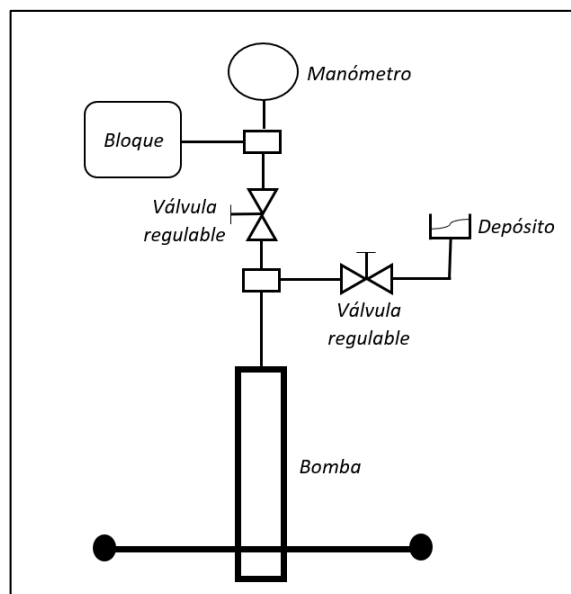 Manómetro
Bloque
Válvula
regulable
Depósito
Válvula
regulable
Bomba